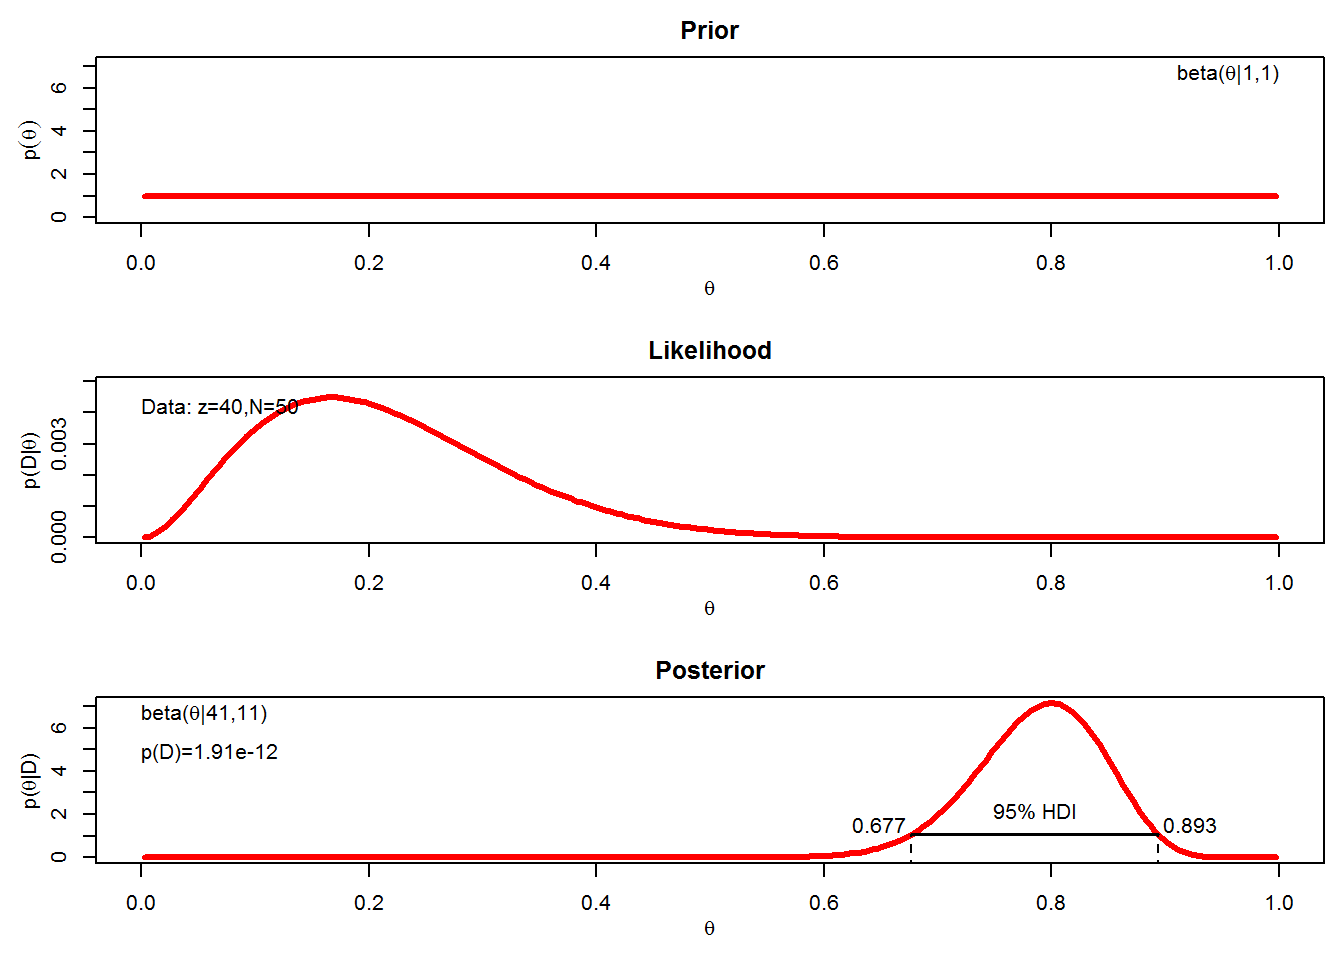 Prior
beta(θ|1,1)
p(θ)
0 2 4 6
0.0 0.2 0.4 0.6 0.8 1.0
θ
Likelihood
Data: z=40,N=50
p(D|θ)
0.000 0.003
0.0 0.2 0.4 0.6 0.8 1.0
θ
Posterior
beta(θ|41,11)
p(D)=1.91e-12
95% HDI
0.677 0.893
p(θ|D)
0 2 4 6
0.0 0.2 0.4 0.6 0.8 1.0
θ